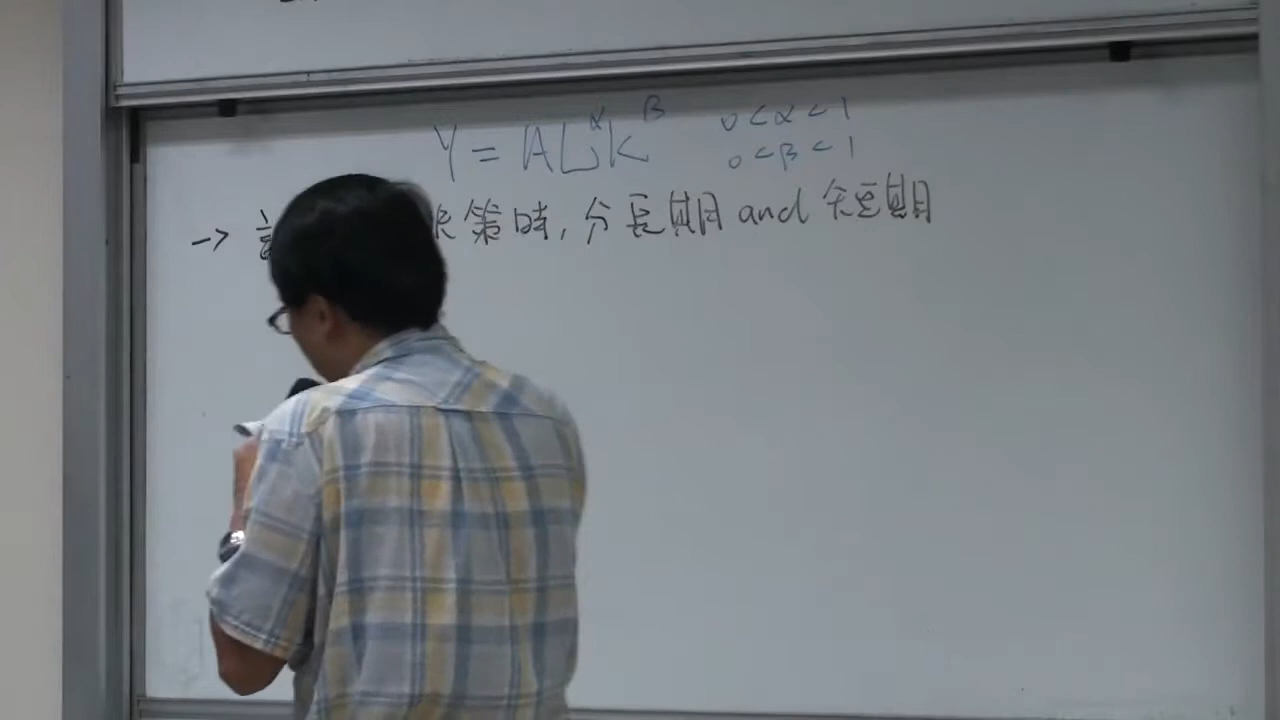 Y = AL^α K^β 0<α<1
0<β<1
→ 策時, 分長期 and 短期